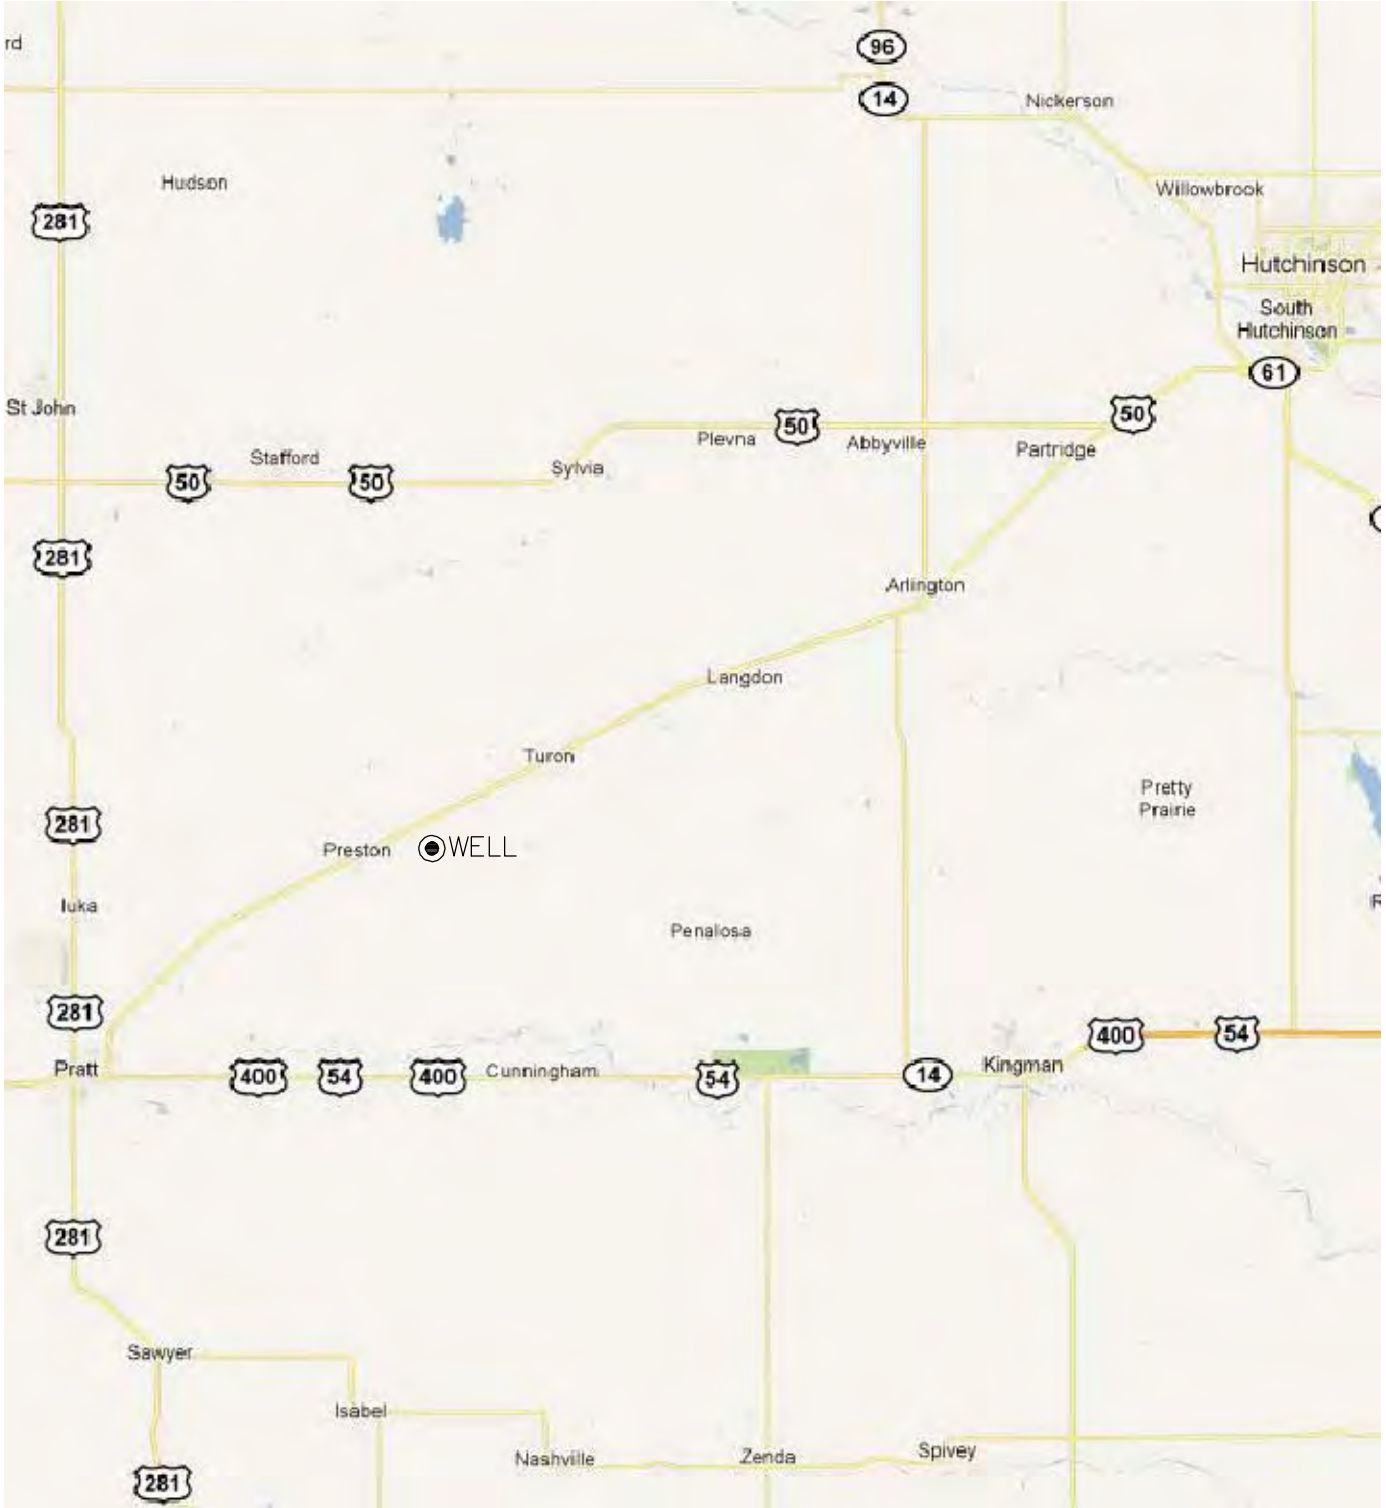 rd
96
14
Nickerson
Hudson
Willowbrook
281
Hutchinson
South
Hutchinson
61
St John
50
50
Plevna
Abbyville
Partridge
Stafford
Sylvia
50
50
281
Arlington
Langdon
Turon
Pretty
Prairie
281
Preston
WELL
Iuka
R
Penalosa
281
400
54
Pratt
Kingman
400
54
400
Cunningham
54
14
281
Sawyer
Isabel
Nashville
Zenda
Spivey
281